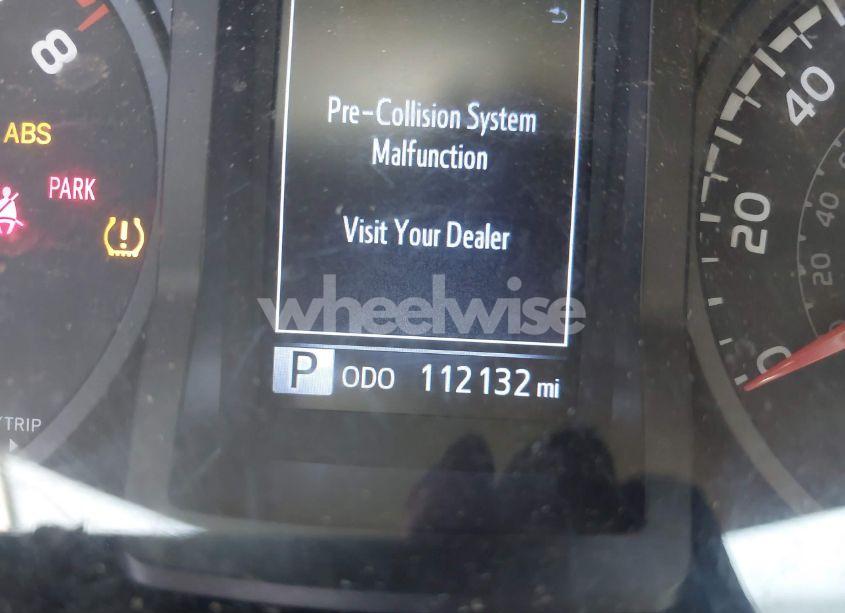 8
ABS
PARK
Pre-Collision System
Malfunction
Visit Your Dealer
wheelwise
P ODO 112132 mi
TRIP
40
20
0
40
20
0